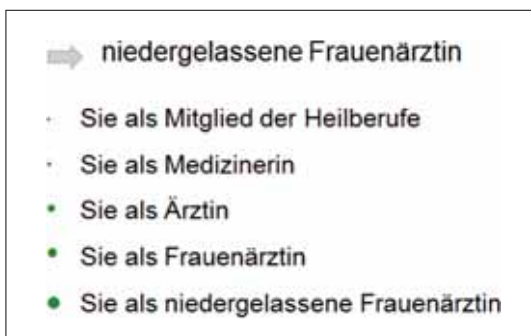 niedergelassene Frauenärztin
· Sie als Mitglied der Heilberufe
· Sie als Medizinerin
• Sie als Ärztin
• Sie als Frauenärztin
• Sie als niedergelassene Frauenärztin